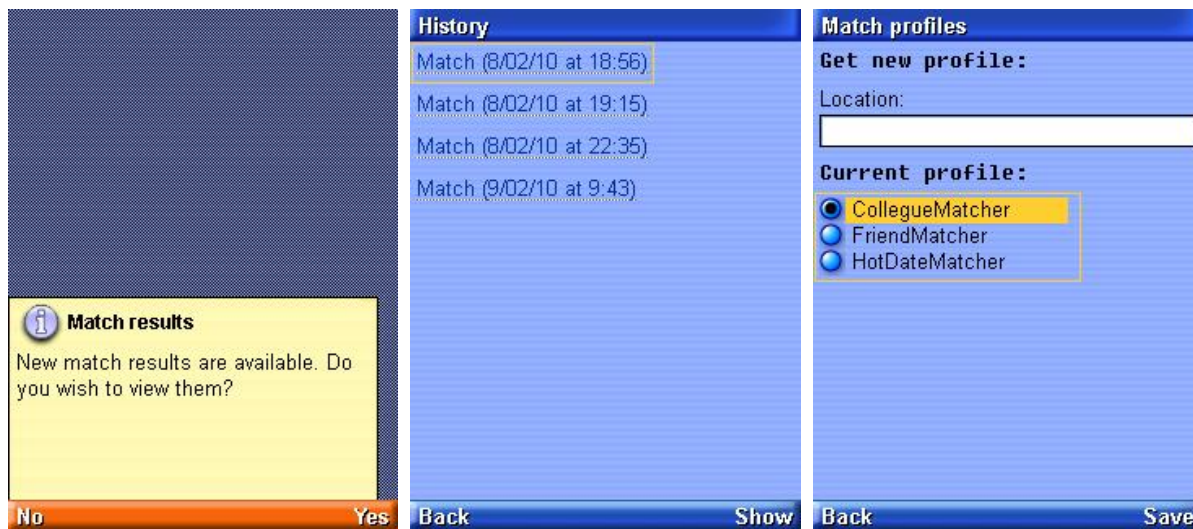 Match results
New match results are available. Do
you wish to view them?
No Yes
History
Match (8/02/10 at 18:56)
Match (8/02/10 at 19:15)
Match (8/02/10 at 22:35)
Match (9/02/10 at 9:43)
Back Show
Match profiles
Get new profile:
Location:
Current profile:
CollegueMatcher
FriendMatcher
HotDateMatcher
Back Save